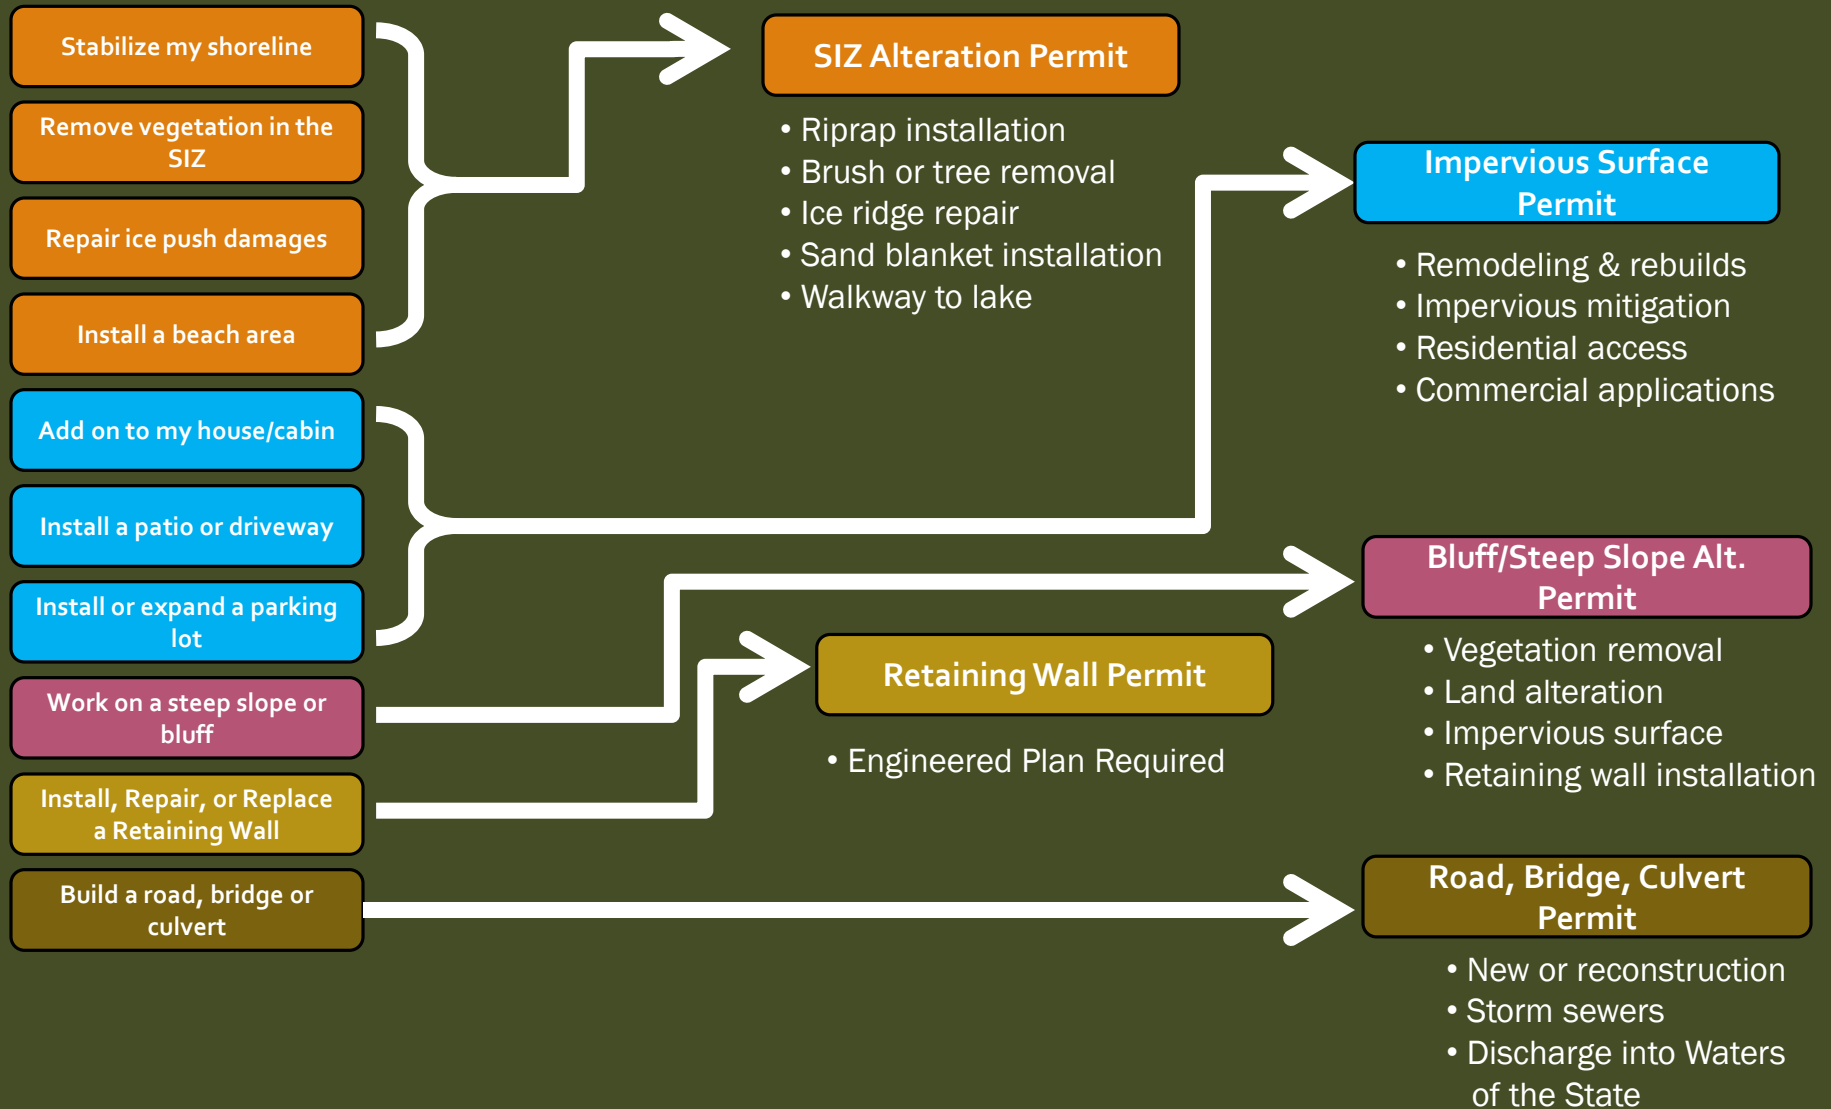 Stabilize my shoreline
Remove vegetation in the
SIZ
Repair ice push damages
Install a beach area
Add on to my house/cabin
Install a patio or driveway
Install or expand a parking
lot
Work on a steep slope or
bluff
Install, Repair, or Replace
a Retaining Wall
Build a road, bridge or
culvert
SIZ Alteration Permit
• Riprap installation
• Brush or tree removal
• Ice ridge repair
• Sand blanket installation
• Walkway to lake
Impervious Surface
Permit
• Remodeling & rebuilds
• Impervious mitigation
• Residential access
• Commercial applications
Retaining Wall Permit
• Engineered Plan Required
Bluff/Steep Slope Alt.
Permit
• Vegetation removal
• Land alteration
• Impervious surface
• Retaining wall installation
Road, Bridge, Culvert
Permit
• New or reconstruction
• Storm sewers
• Discharge into Waters
of the State